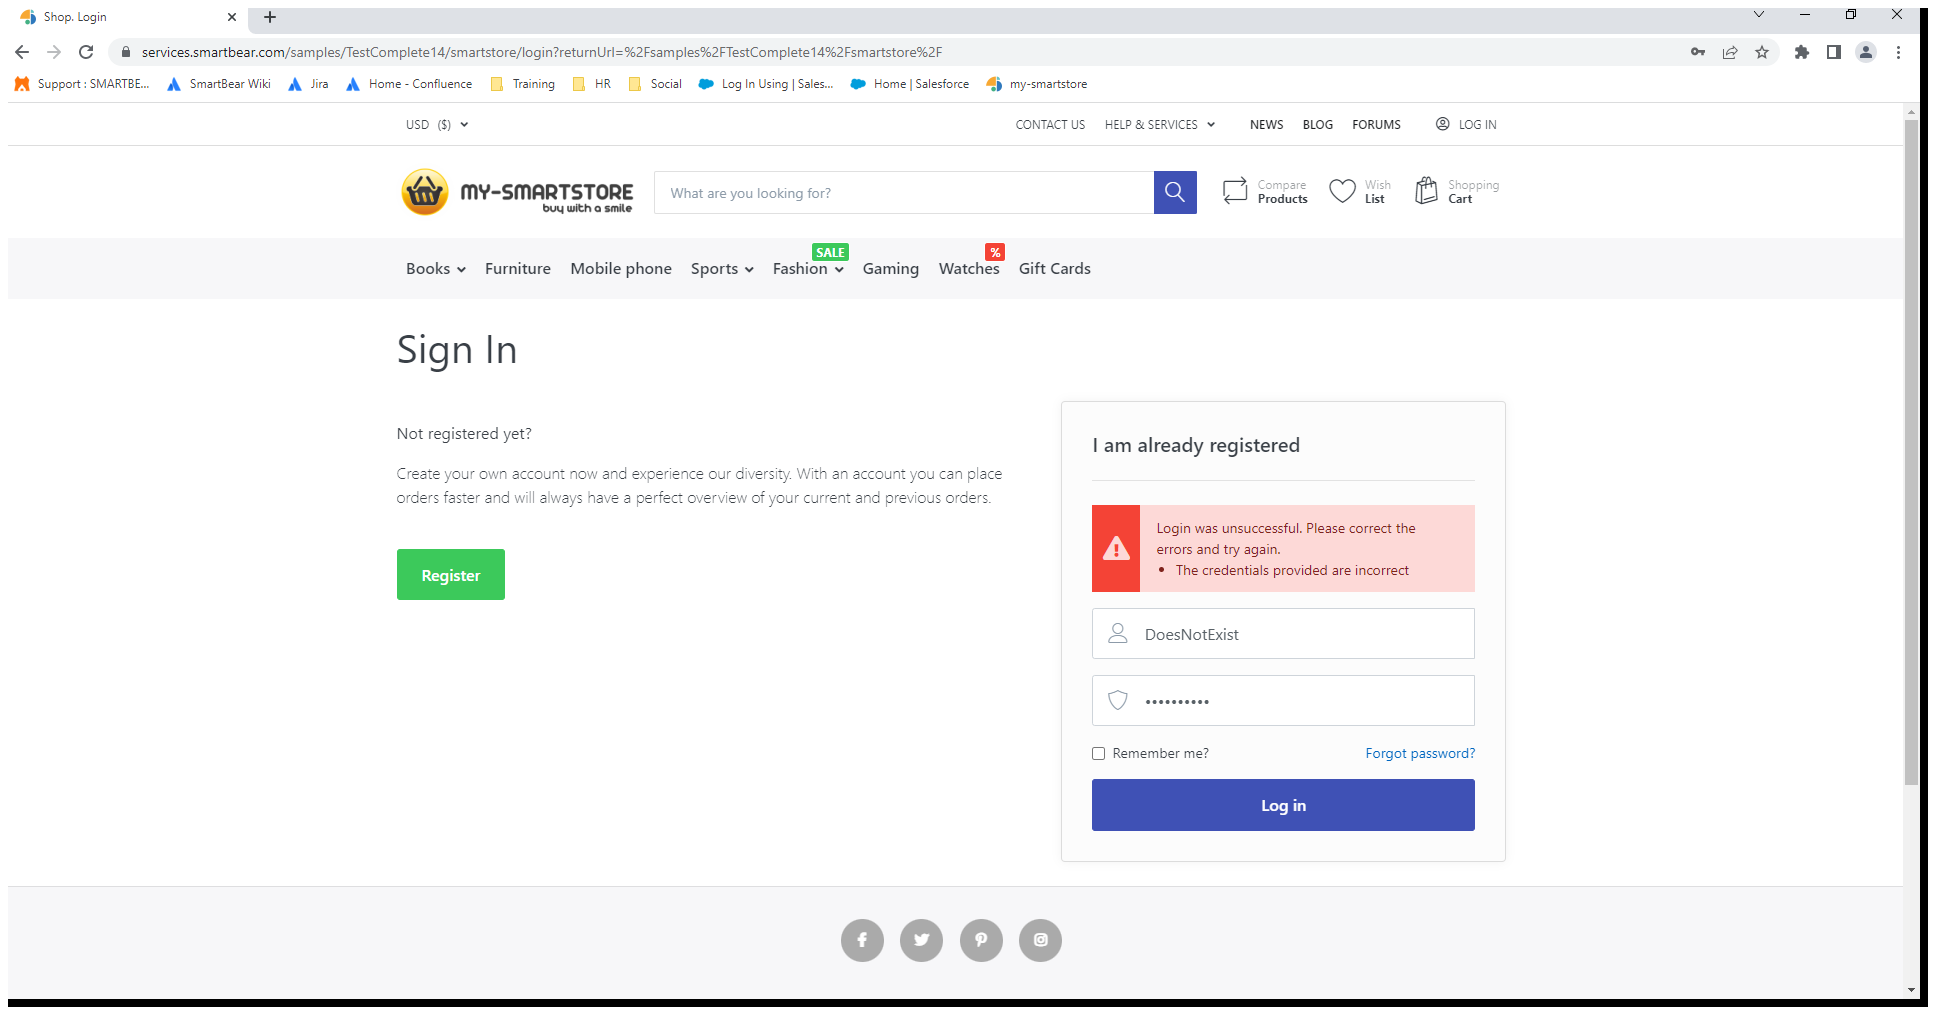 Shop. Login
services.smartbear.com/samples/TestComplete14/smartstore/login?returnUrl=%2Fsamples%2FTestComplete14%2Fsmartstore%2F
Support : SMARTBE... SmartBear Wiki Jira Home - Confluence Training HR Social Log In Using | Sales... Home | Salesforce my-smartstore
USD ($) CONTACT US HELP & SERVICES NEWS BLOG FORUMS LOG IN
MY-SMARTSTORE
buy with a smile
What are you looking for?
Compare
Products
Wish
List
Shopping
Cart
SALE %
Books Furniture Mobile phone Sports Fashion Gaming Watches Gift Cards
Sign In
Not registered yet?
Create your own account now and experience our diversity. With an account you can place
orders faster and will always have a perfect overview of your current and previous orders.
Register
I am already registered
Login was unsuccessful. Please correct the
errors and try again.
• The credentials provided are incorrect
DoesNotExist
••••••••••
Remember me? Forgot password?
Log in